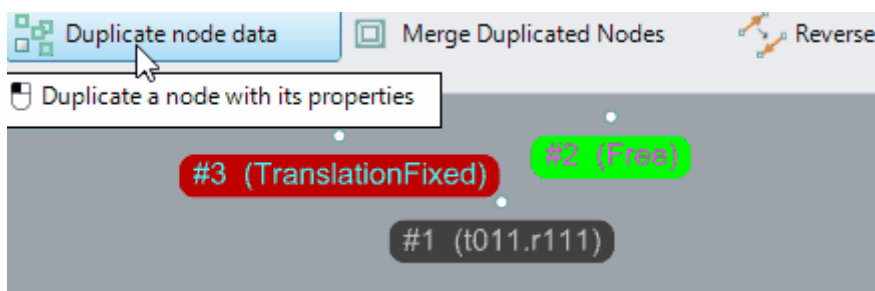 Duplicate node data Merge Duplicated Nodes Reverse
Duplicate a node with its properties
#2 (Free)
#3 (TranslationFixed)
#1 (t011.r111)